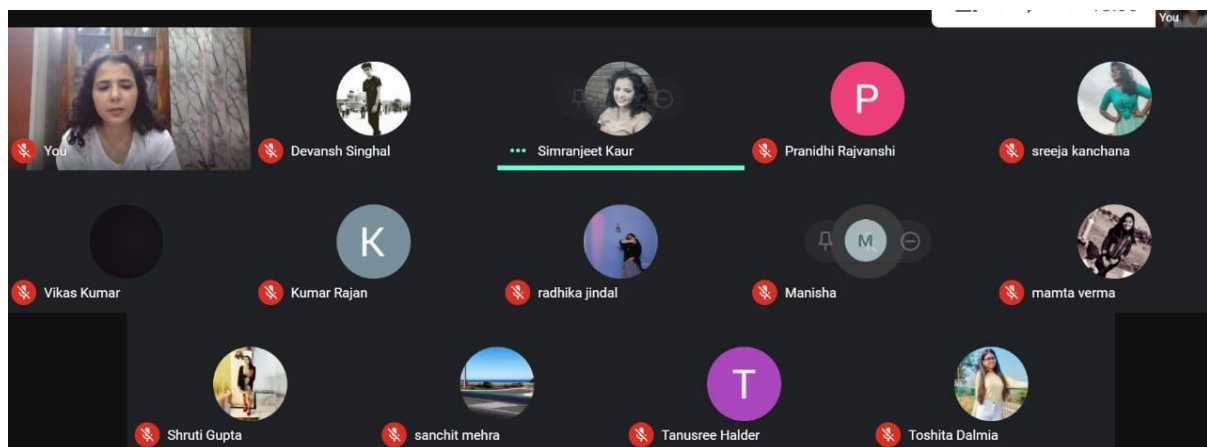 You
You
Devansh Singhal
Simranjeet Kaur
P
Pranidhi Rajvanshi
sreeja kanchana
Vikas Kumar
K
Kumar Rajan
radhika jindal
M
Manisha
mamta verma
Shruti Gupta
sanchit mehra
T
Tanusree Halder
Toshita Dalmia